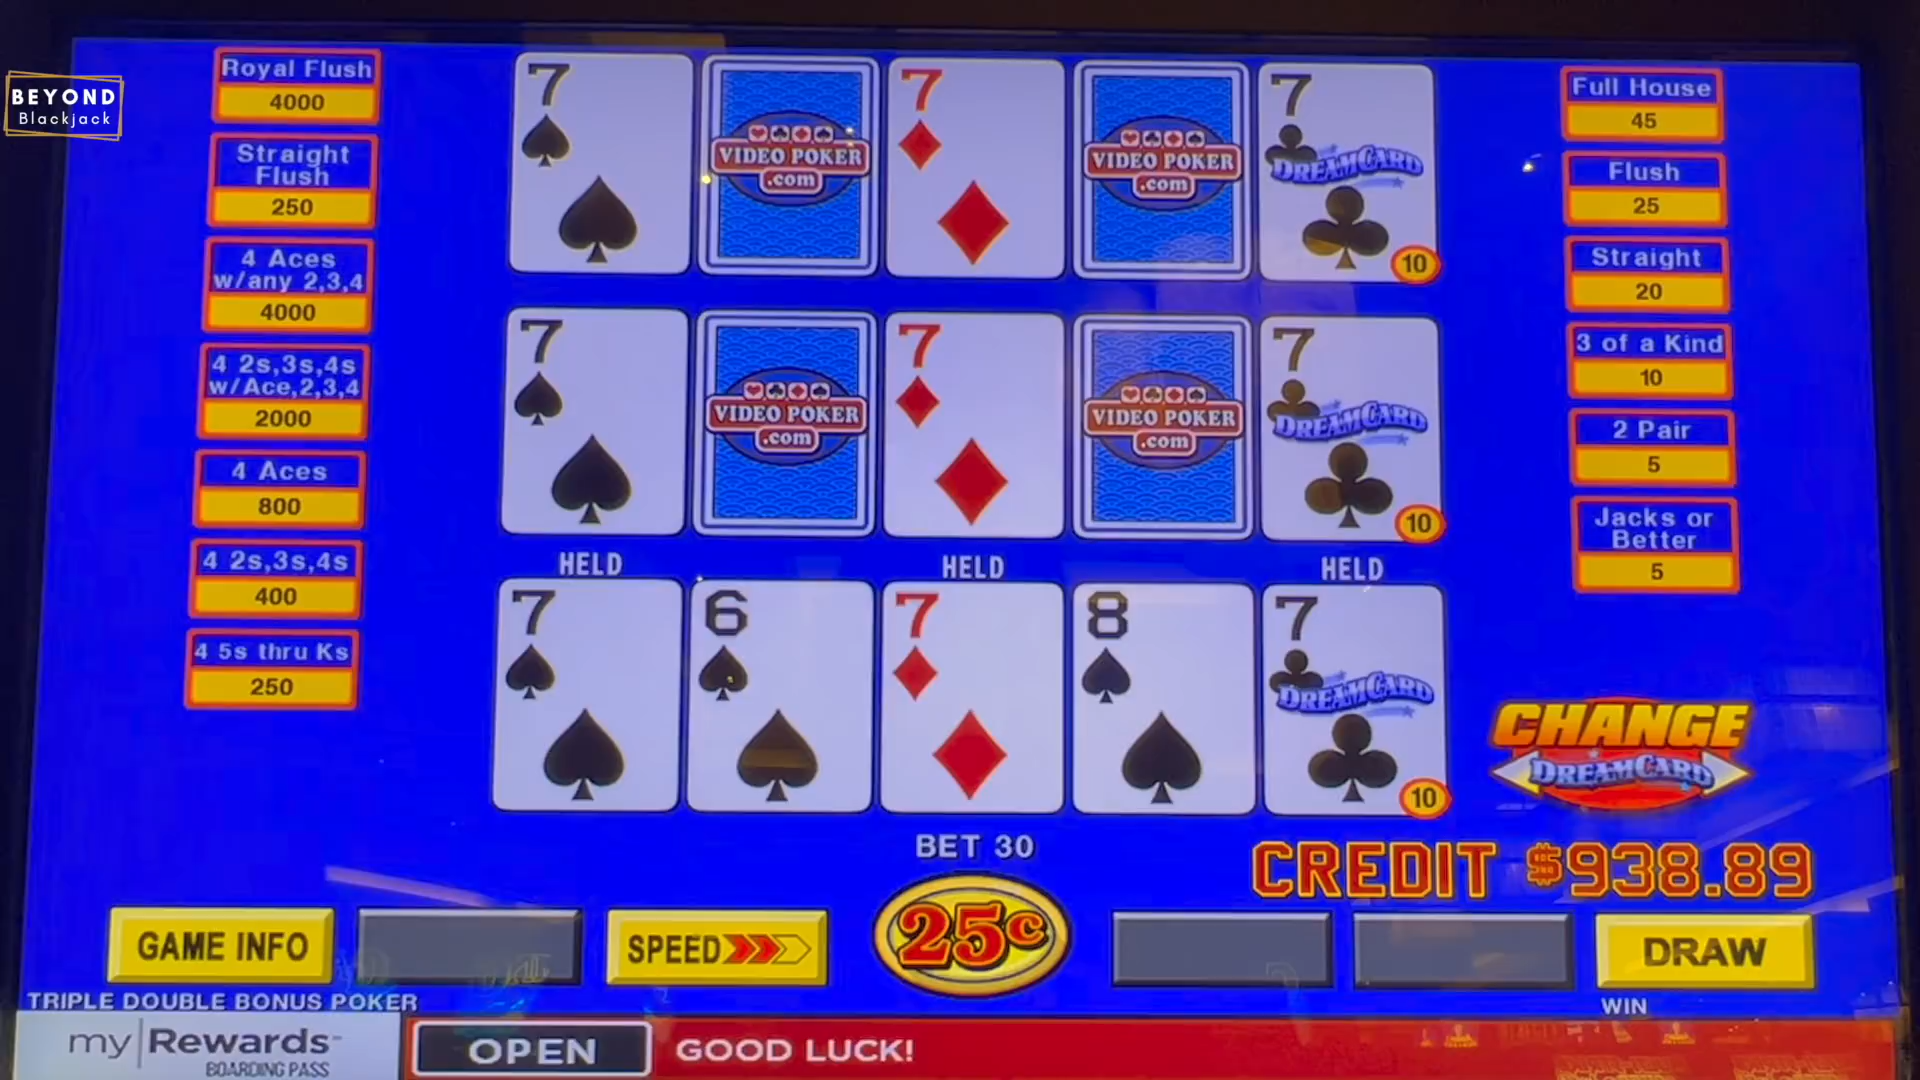 BEYOND
Blackjack
Royal Flush
4000
Straight
Flush
250
4 Aces
w/any 2,3,4
4000
4 2s,3s,4s
w/Ace,2,3,4
2000
4 Aces
800
4 2s,3s,4s
400
4 5s thru Ks
250
7
VIDEO POKER
.com
7
VIDEO POKER
.com
7
DREAMCARD
10
7
VIDEO POKER
.com
7
VIDEO POKER
.com
7
DREAMCARD
10
HELD
HELD
HELD
7
6
7
8
7
DREAMCARD
10
Full House
45
Flush
25
Straight
20
3 of a Kind
10
2 Pair
5
Jacks or
Better
5
CHANGE
DREAMCARD
BET 30
CREDIT $938.89
GAME INFO
SPEED
25¢
DRAW
TRIPLE DOUBLE BONUS POKER
WIN
my|Rewards
BOARDING PASS
OPEN
GOOD LUCK!